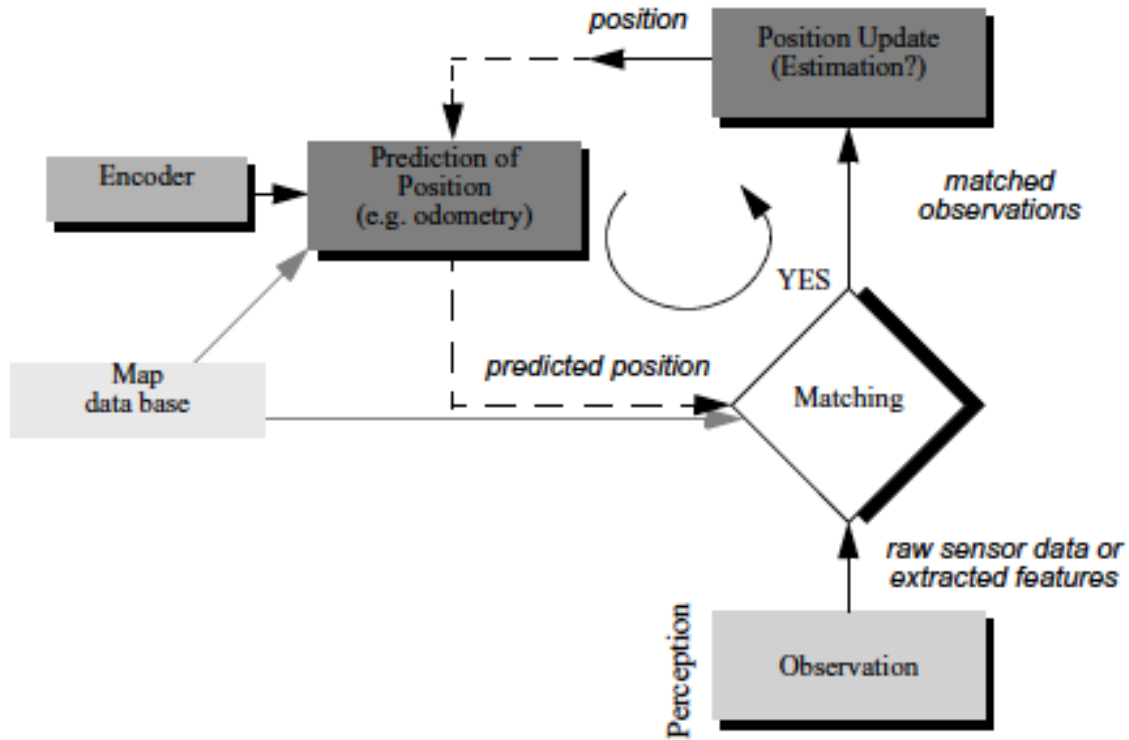 position
Position Update
(Estimation?)
Encoder
Prediction of
Position
(e.g. odometry)
matched
observations
YES
Map
data base
predicted position
Matching
raw sensor data or
extracted features
Perception
Observation